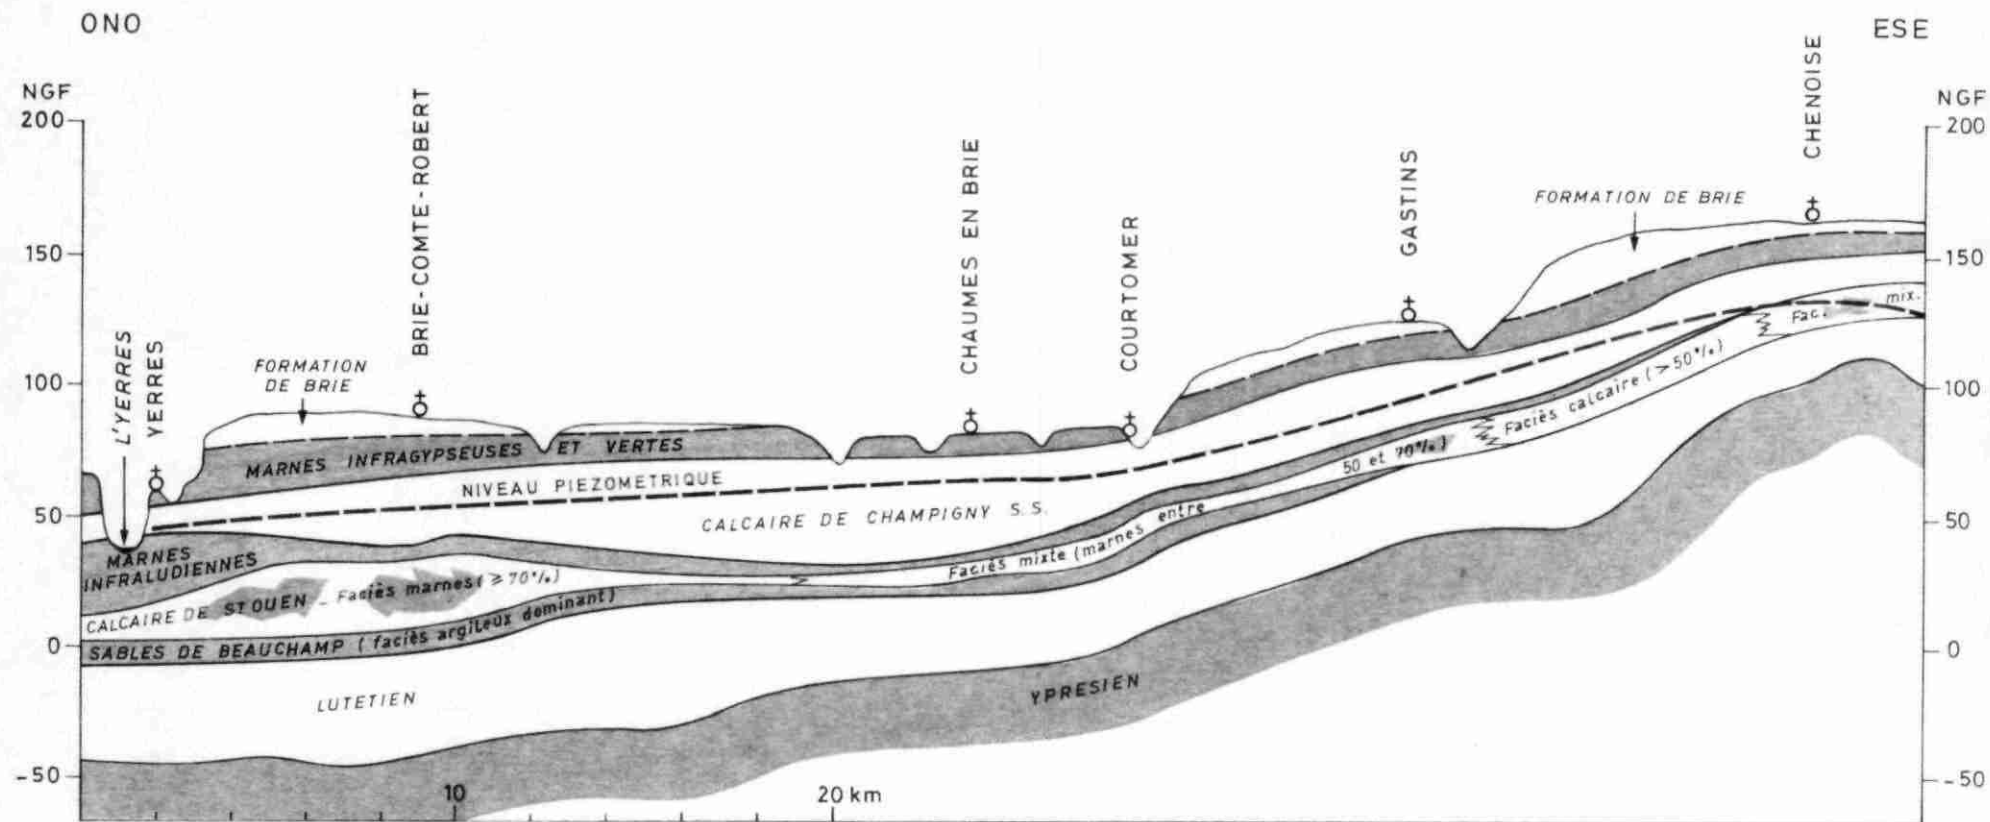 ONO
ESE
NGF
200
150
100
50
0
-50
NGF
200
150
100
50
0
-50
L'YERRES
YERRES
BRIE-COMTE-ROBERT
CHAUMES EN BRIE
COURTOMER
GASTINS
CHENOISE
FORMATION
DE BRIE
FORMATION DE BRIE
MARNES INFRAGYPSEUSES ET VERTES
NIVEAU PIEZOMETRIQUE
CALCAIRE DE CHAMPIGNY S.S.
MARNES
INFRALUDIENNES
CALCAIRE DE ST OUEN - Faciès marnes (≥ 70%)
Faciès mixte (marnes entre
50 et 70%)
Faciès calcaire (> 50%)
Fac.
mix.
SABLES DE BEAUCHAMP (faciès argileux dominant)
LUTETIEN
YPRESIEN
10
20 km